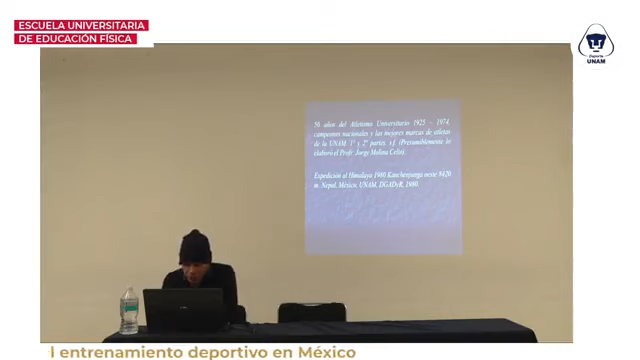 ESCUELA UNIVERSITARIA
DE EDUCACIÓN FÍSICA
Deporte
UNAM
50 años del Atletismo Universitario 1925 - 1974,
campeones nacionales y las mejores marcas de atletas
de la UNAM 1ª y 2ª partes. s.f. (Presumiblemente lo
elaboró el Profr. Jorge Molina Celis).
Expedición al Himalaya 1980 Kanchenjunga oeste 8420
m. Nepal. México, UNAM, DGADyR, 1980.
l entrenamiento deportivo en México